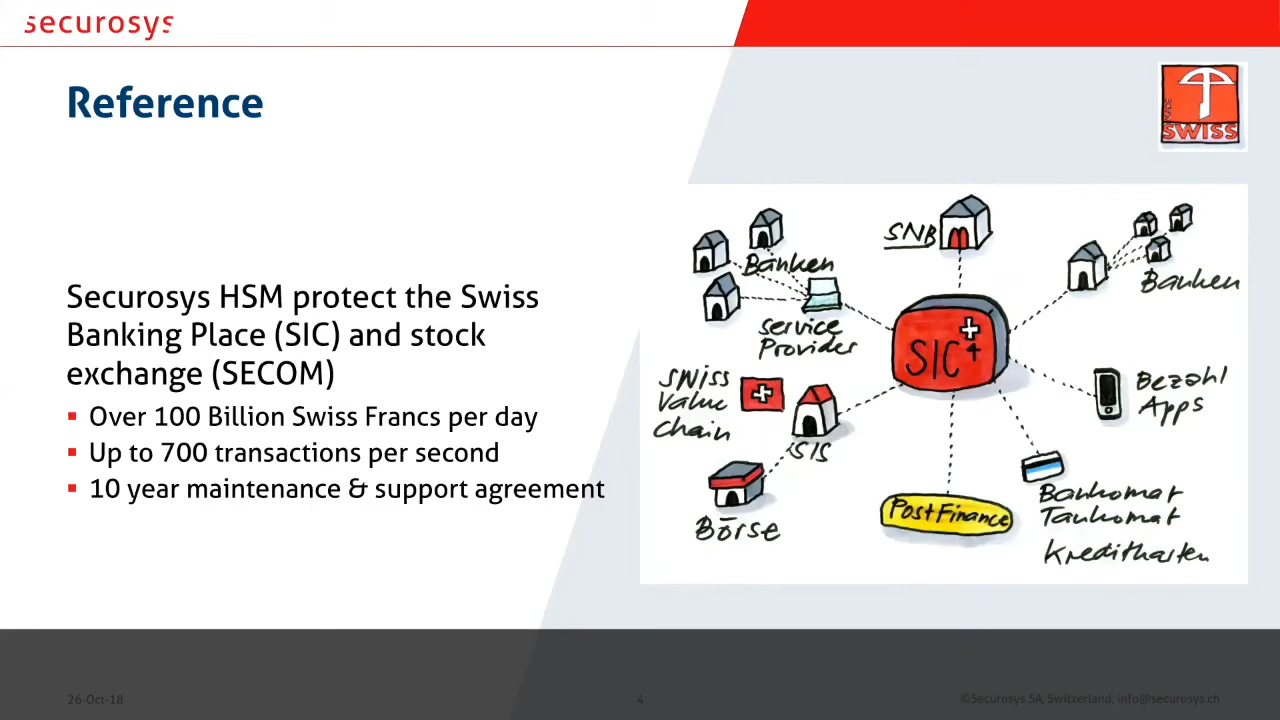 securosys
Reference
MADE
SWISS
Securosys HSM protect the Swiss
Banking Place (SIC) and stock
exchange (SECOM)
Over 100 Billion Swiss Francs per day
Up to 700 transactions per second
10 year maintenance & support agreement
SNB
Banken
Banken
Service
Provider
SIC 4
Swiss
Value
Chain
SIS
Bezahl
Apps
Börse
PostFinance
Bankomat
Tankomat
Kreditkarten
26-Oct-18
4
©Securosys SA, Switzerland, info@securosys.ch